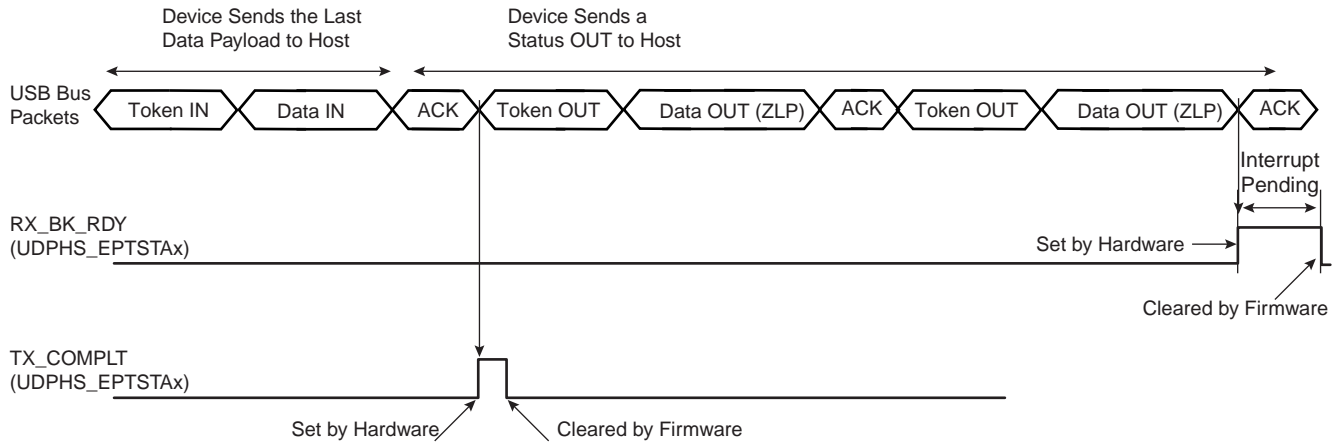 Device Sends the Last
Data Payload to Host
Device Sends a
Status OUT to Host
USB Bus
Packets
Token IN
Data IN
ACK
Token OUT
Data OUT (ZLP)
ACK
Token OUT
Data OUT (ZLP)
ACK
Interrupt
Pending
RX_BK_RDY
(UDPHS_EPTSTAx)
Set by Hardware
Cleared by Firmware
TX_COMPLT
(UDPHS_EPTSTAx)
Set by Hardware
Cleared by Firmware